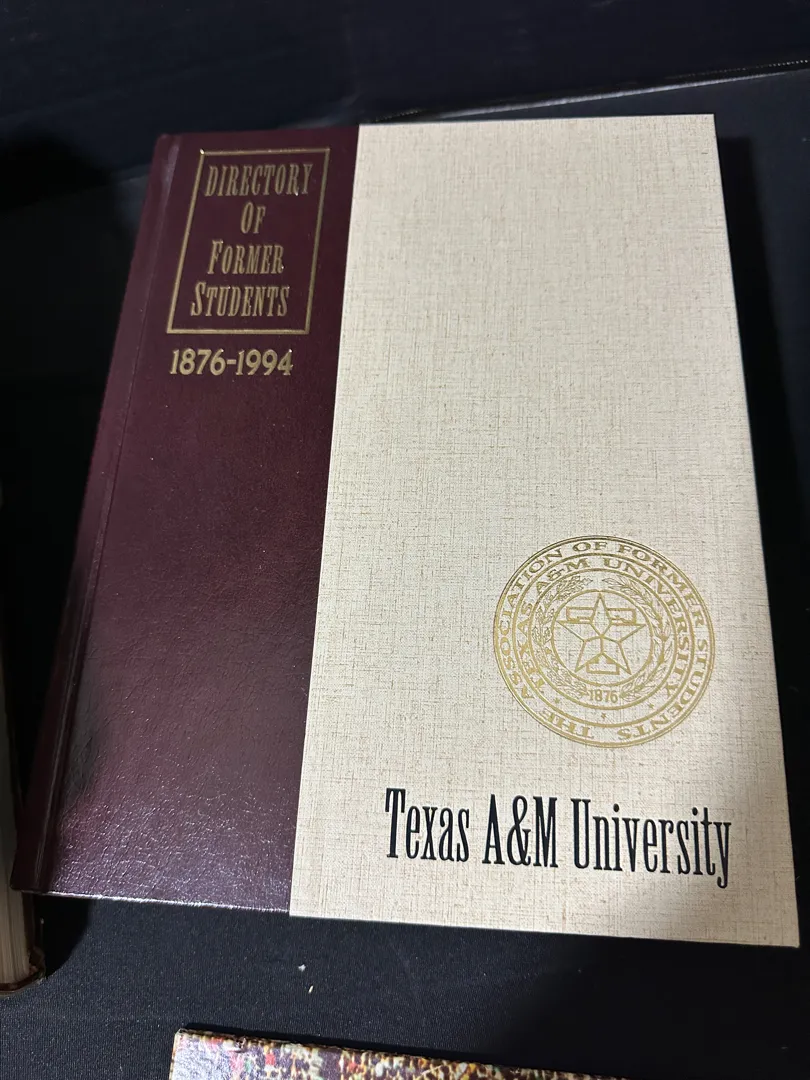 DIRECTORY
OF
FORMER
STUDENTS
1876-1994
THE ASSOCIATION OF FORMER STUDENTS
TEXAS A&M UNIVERSITY
1876
Texas A&M University